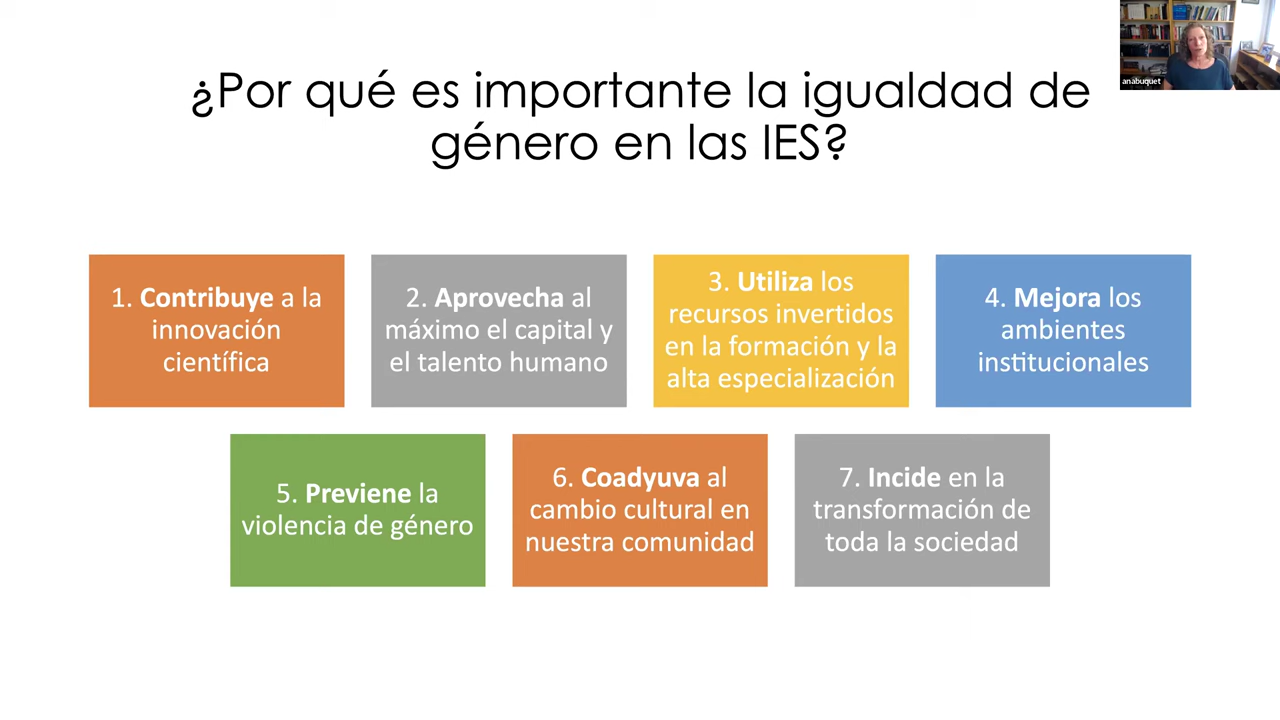 ¿Por qué es importante la igualdad de
género en las IES?
anabuquet
1. Contribuye a la
innovación
científica
2. Aprovecha al
máximo el capital y
el talento humano
3. Utiliza los
recursos invertidos
en la formación y la
alta especialización
4. Mejora los
ambientes
institucionales
5. Previene la
violencia de género
6. Coadyuva al
cambio cultural en
nuestra comunidad
7. Incide en la
transformación de
toda la sociedad